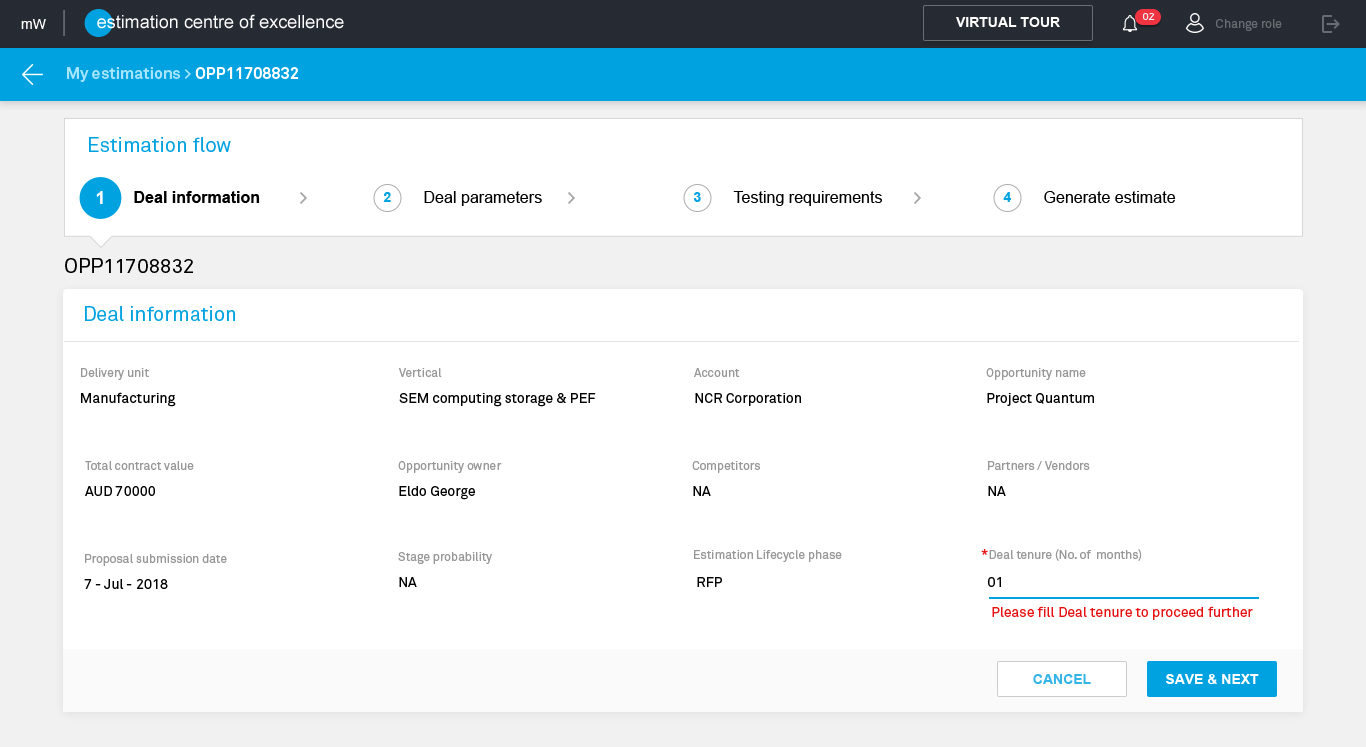 mW estimation centre of excellence VIRTUAL TOUR 02 Change role
My estimations > OPP11708832
Estimation flow
1 Deal information > 2 Deal parameters > 3 Testing requirements > 4 Generate estimate
OPP11708832
Deal information
Delivery unit Vertical Account Opportunity name
Manufacturing SEM computing storage & PEF NCR Corporation Project Quantum
Total contract value Opportunity owner Competitors Partners / Vendors
AUD 70000 Eldo George NA NA
Proposal submission date Stage probability Estimation Lifecycle phase *Deal tenure (No. of months)
7 - Jul - 2018 NA RFP 01
Please fill Deal tenure to proceed further
CANCEL SAVE & NEXT